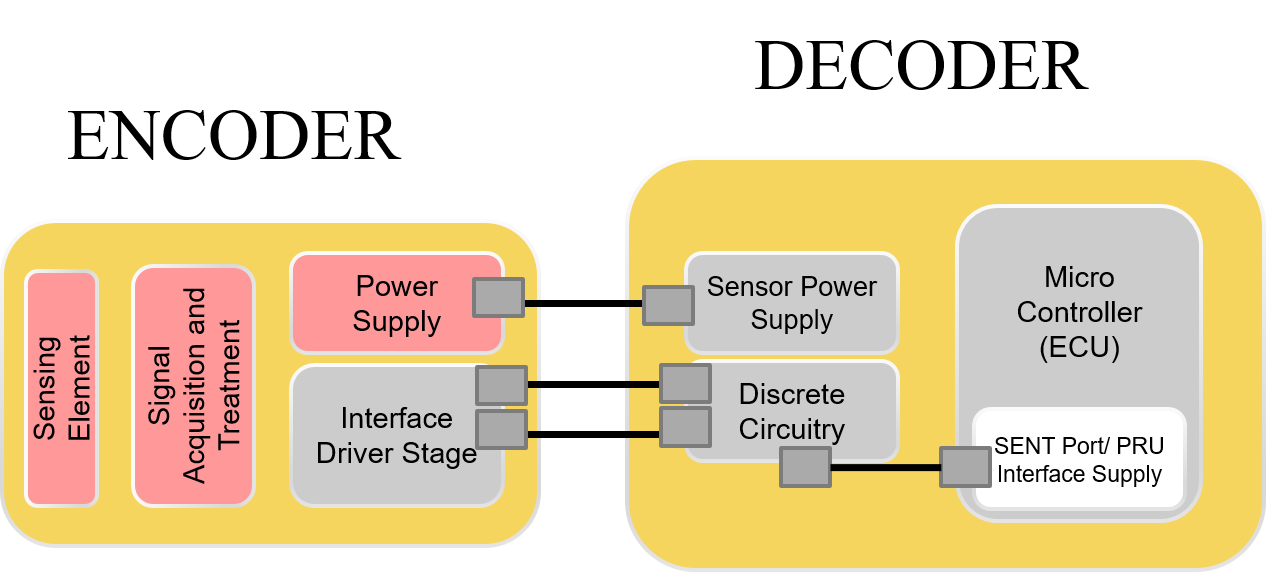 DECODER
ENCODER
Sensing
Element
Signal
Acquisition and
Treatment
Power
Supply
Interface
Driver Stage
Sensor Power
Supply
Discrete
Circuitry
Micro
Controller
(ECU)
SENT Port/ PRU
Interface Supply